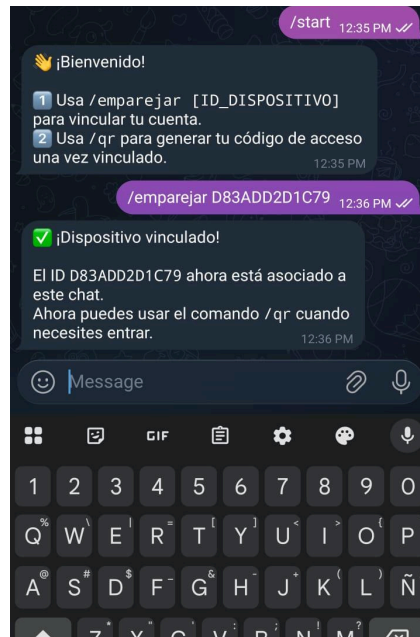 /start 12:35 PM
👋 ¡Bienvenido!
1️⃣ Usa /emparejar [ID_DISPOSITIVO]
para vincular tu cuenta.
2️⃣ Usa /qr para generar tu código de acceso
una vez vinculado.
12:35 PM
/emparejar D83ADD2D1C79 12:36 PM
✅ ¡Dispositivo vinculado!
El ID D83ADD2D1C79 ahora está asociado a
este chat.
Ahora puedes usar el comando /qr cuando
necesites entrar.
12:36 PM
Message
GIF
1 2 3 4 5 6 7 8 9 0
Q % W \ E | R = T [ Y ] U < I > O { P }
A @ S # D $ F - G & H - J + K ( L ) Ñ
Z * X " C ' V : B ; N ! M ?